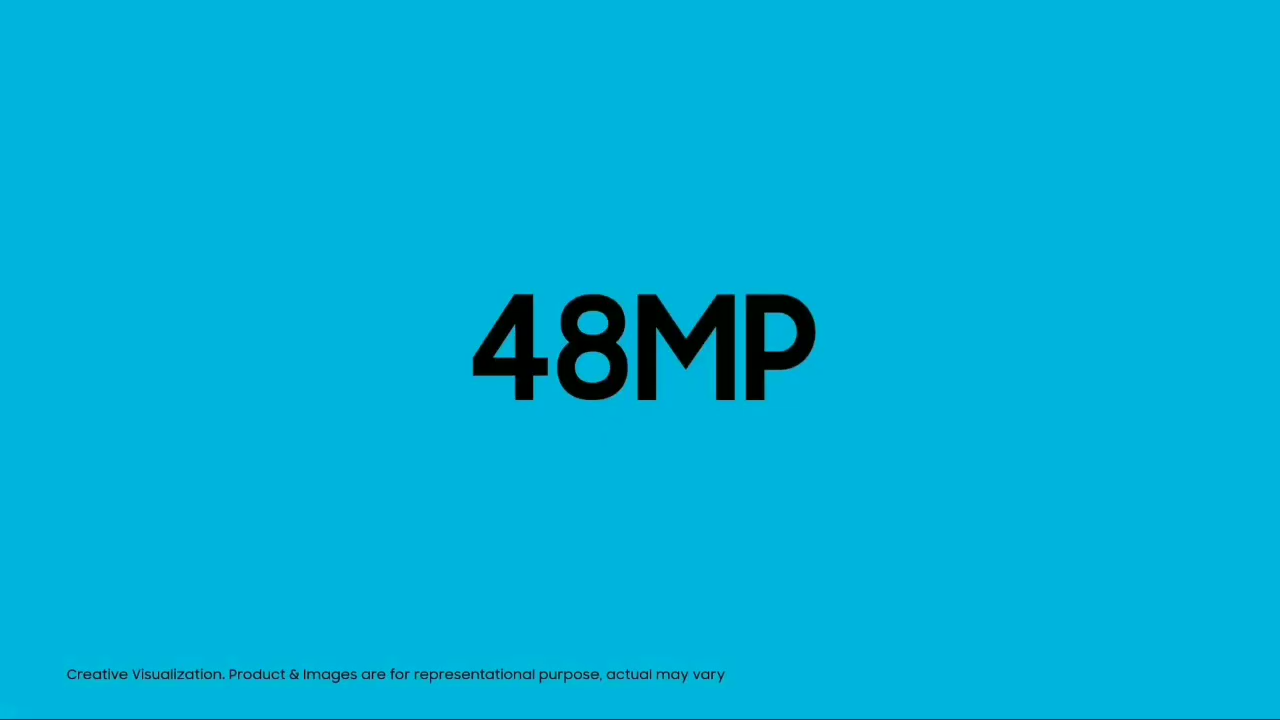 48MP
Creative Visualization. Product & Images are for representational purpose, actual may vary